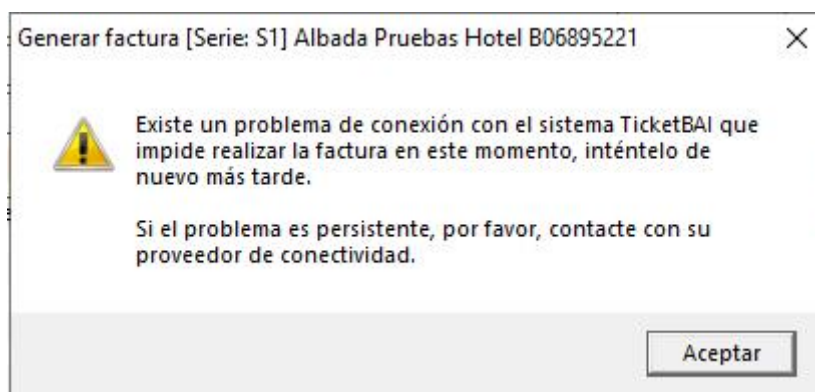 Generar factura [Serie: S1] Albada Pruebas Hotel B06895221
Existe un problema de conexión con el sistema TicketBAI que
impide realizar la factura en este momento, inténtelo de
nuevo más tarde.
Si el problema es persistente, por favor, contacte con su
proveedor de conectividad.
Aceptar